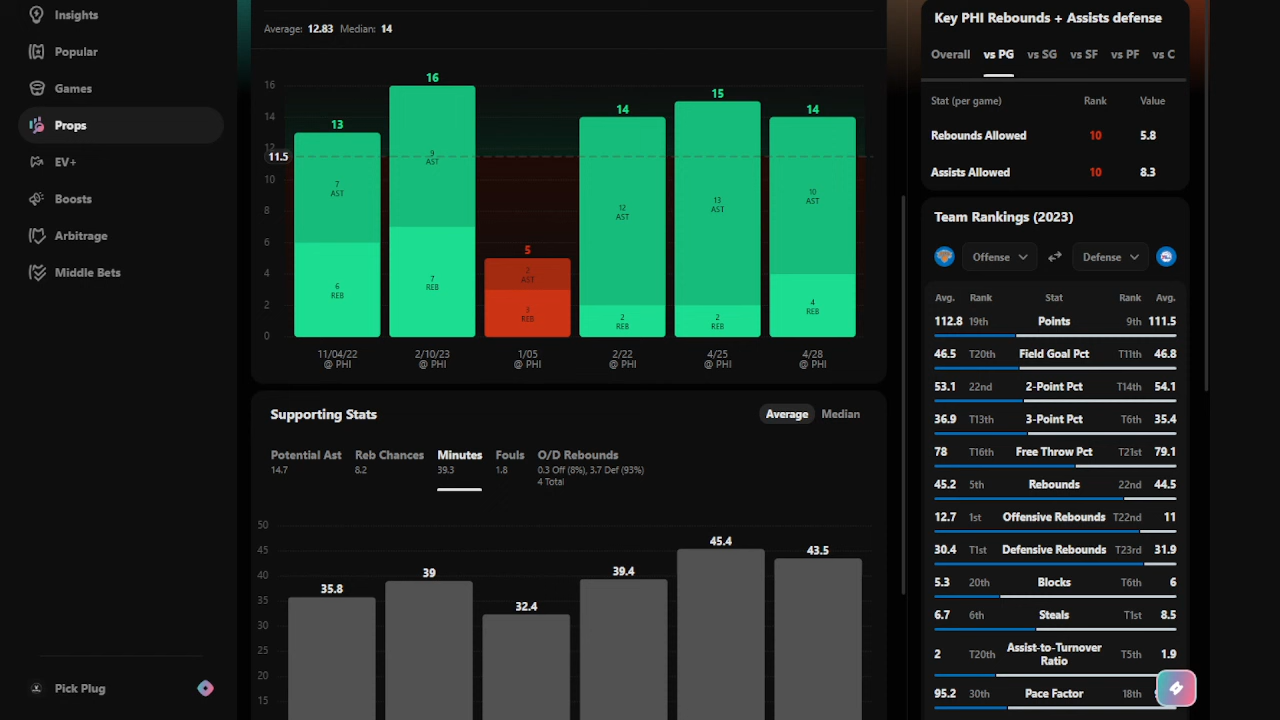 Insights
Popular
Games
Props
EV+
Boosts
Arbitrage
Middle Bets
Pick Plug
Average: 12.83 Median: 14
16
14
12
10
8
6
4
2
0
11.5
13
7
AST
6
REB
11/04/22
@ PHI
16
9
AST
7
REB
2/10/23
@ PHI
5
2
AST
3
REB
1/05
@ PHI
14
12
AST
2
REB
2/22
@ PHI
15
13
AST
2
REB
4/25
@ PHI
14
10
AST
4
REB
4/28
@ PHI
Supporting Stats
Average Median
Potential Ast Reb Chances Minutes Fouls O/D Rebounds
14.7 8.2 39.3 1.8 0.3 Off (8%), 3.7 Def (93%)
4 Total
50
45
40
35
30
25
20
15
35.8
39
32.4
39.4
45.4
43.5
Key PHI Rebounds + Assists defense
Overall vs PG vs SG vs SF vs PF vs C
Stat (per game) Rank Value
Rebounds Allowed 10 5.8
Assists Allowed 10 8.3
Team Rankings (2023)
Offense Defense
Avg. Rank Stat Rank Avg.
112.8 19th Points 9th 111.5
46.5 T20th Field Goal Pct T11th 46.8
53.1 22nd 2-Point Pct T14th 54.1
36.9 T13th 3-Point Pct T6th 35.4
78 T16th Free Throw Pct T21st 79.1
45.2 5th Rebounds 22nd 44.5
12.7 1st Offensive Rebounds T22nd 11
30.4 T1st Defensive Rebounds T23rd 31.9
5.3 20th Blocks T6th 6
6.7 6th Steals T1st 8.5
2 T20th Assist-to-Turnover Ratio T5th 1.9
95.2 30th Pace Factor 18th